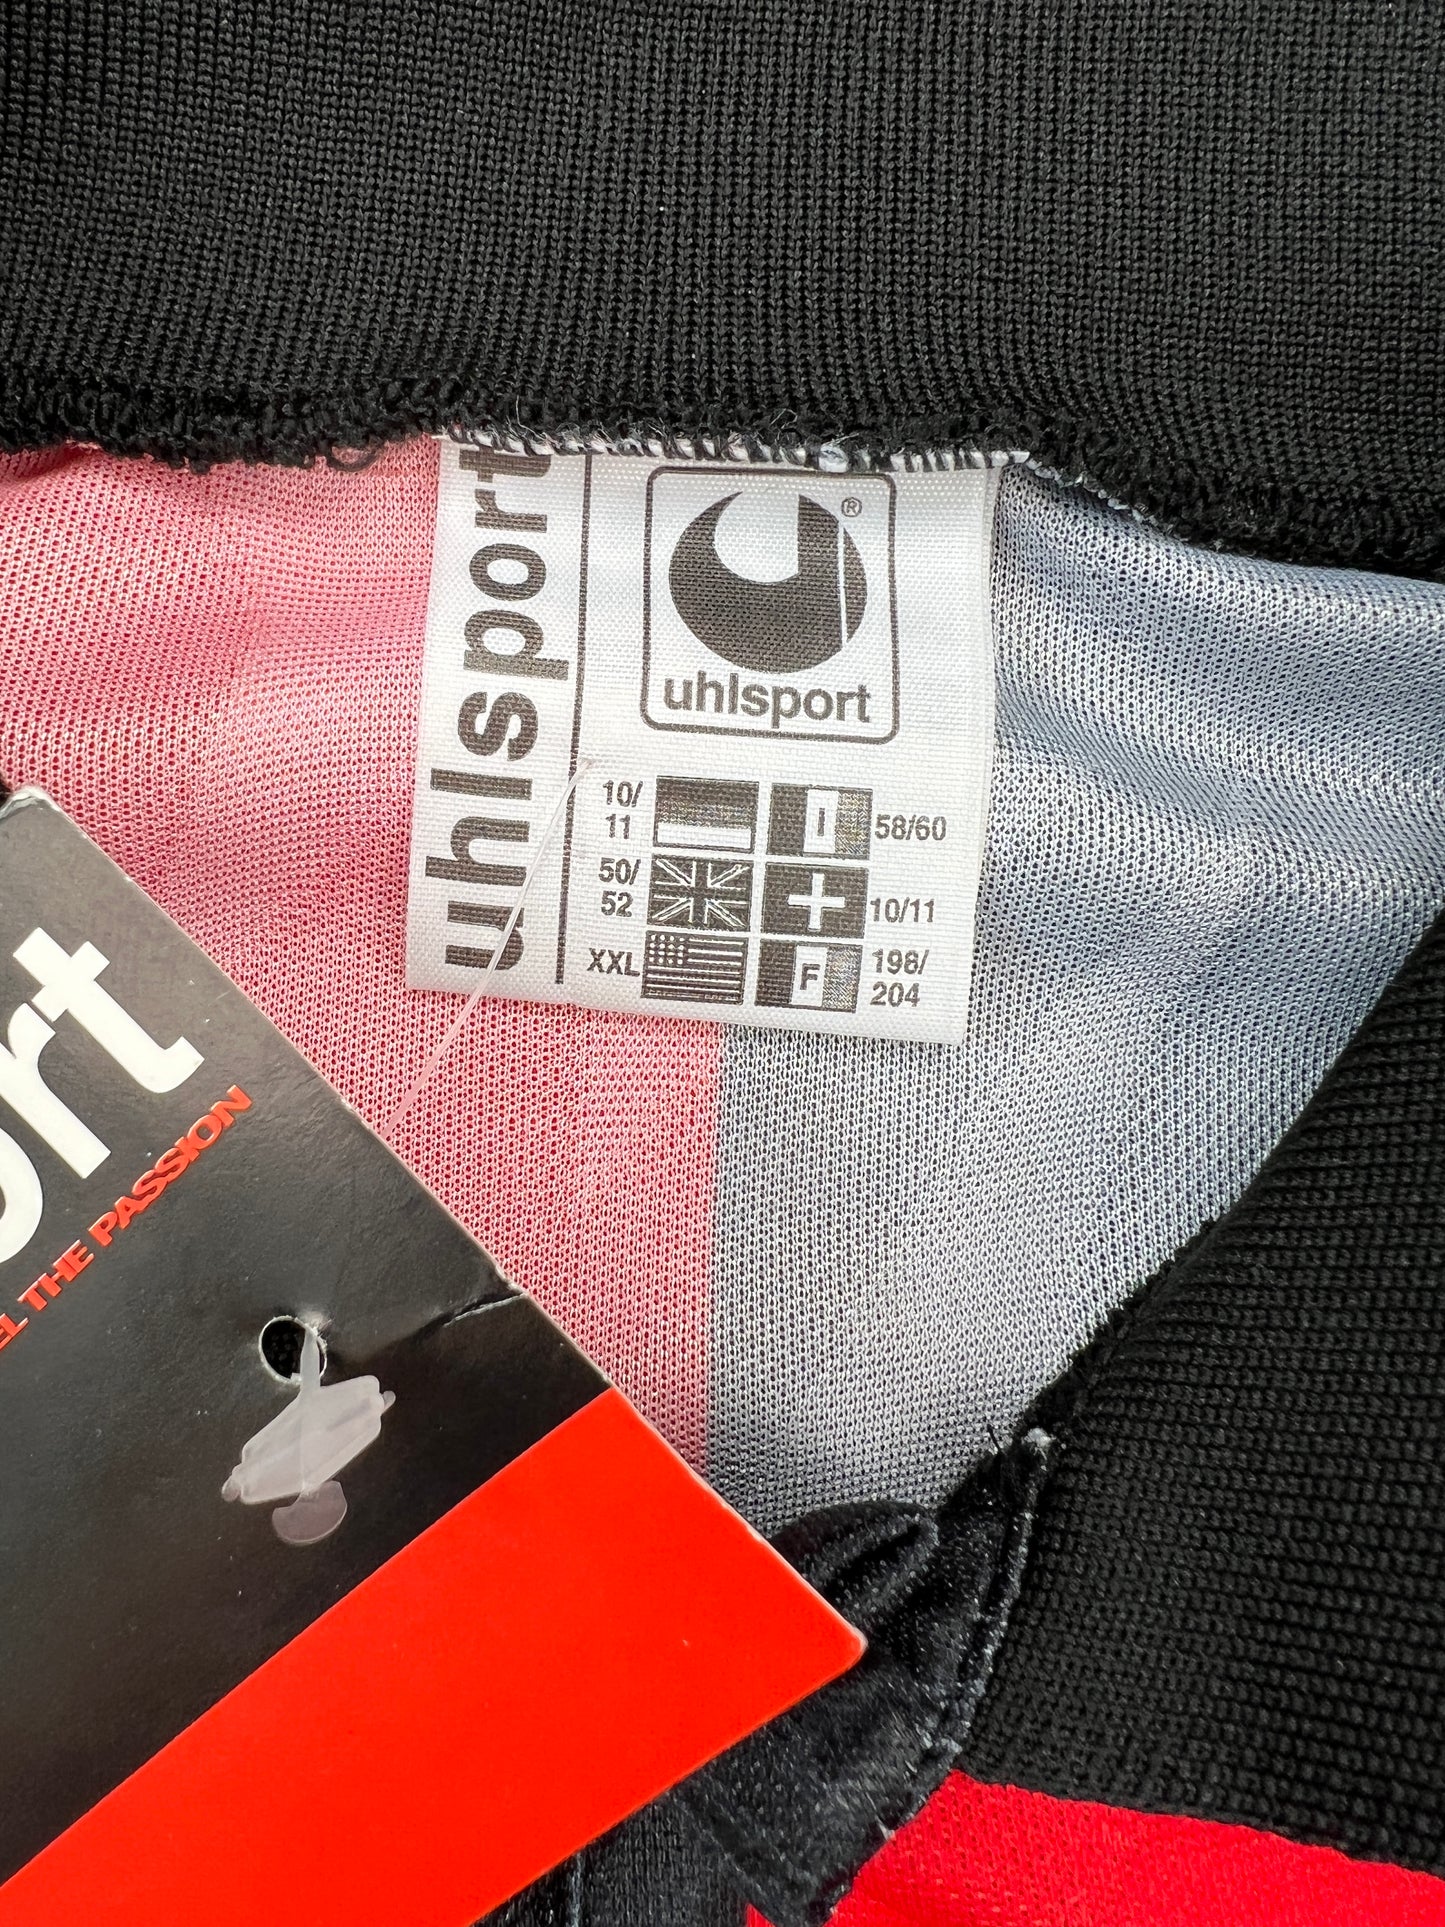 uhlsport
®
uhlsport
10/
11
I
58/60
50/
52
10/11
XXL
F
198/
204
ort
EL THE PASSION